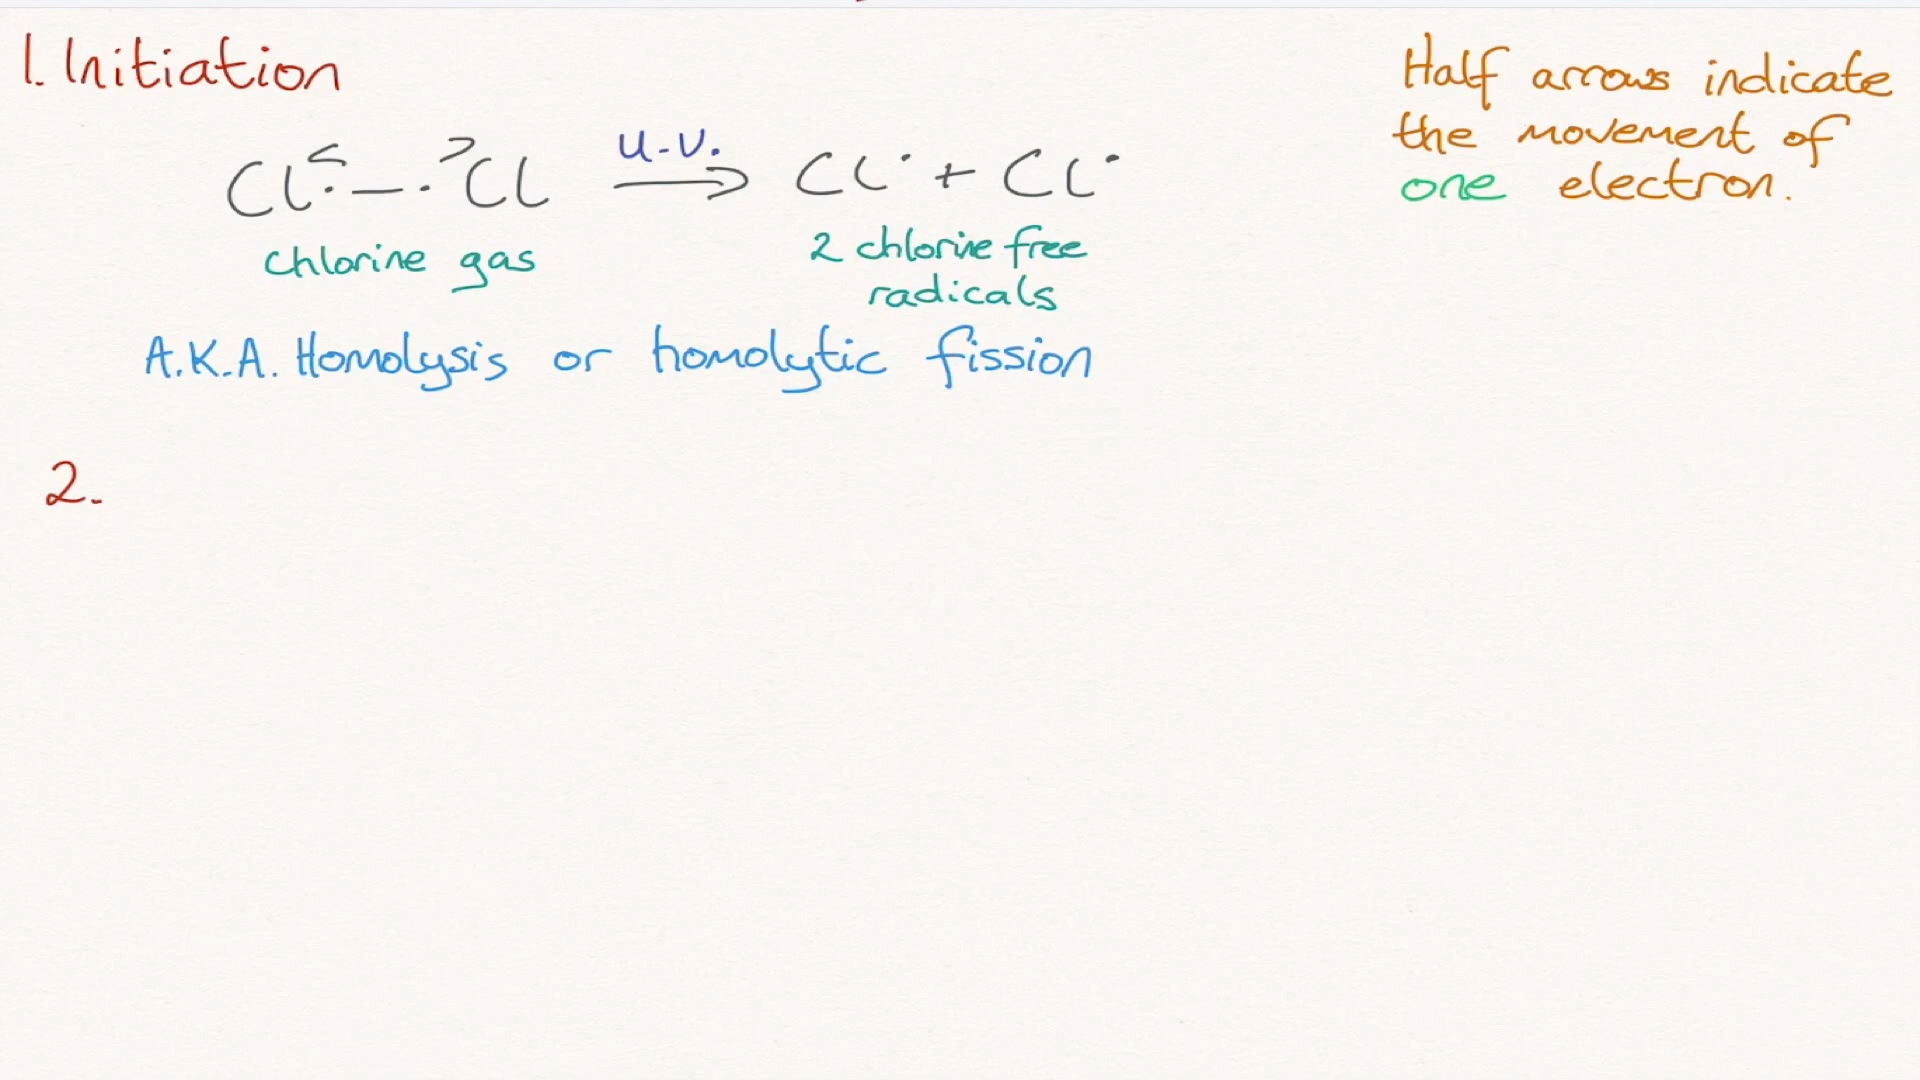 1. Initiation
Half arrows indicate
the movement of
one electron.
Cl·—·Cl u.v. → Cl· + Cl·
chlorine gas
2 chlorine free
radicals
A.K.A. Homolysis or homolytic fission
2.